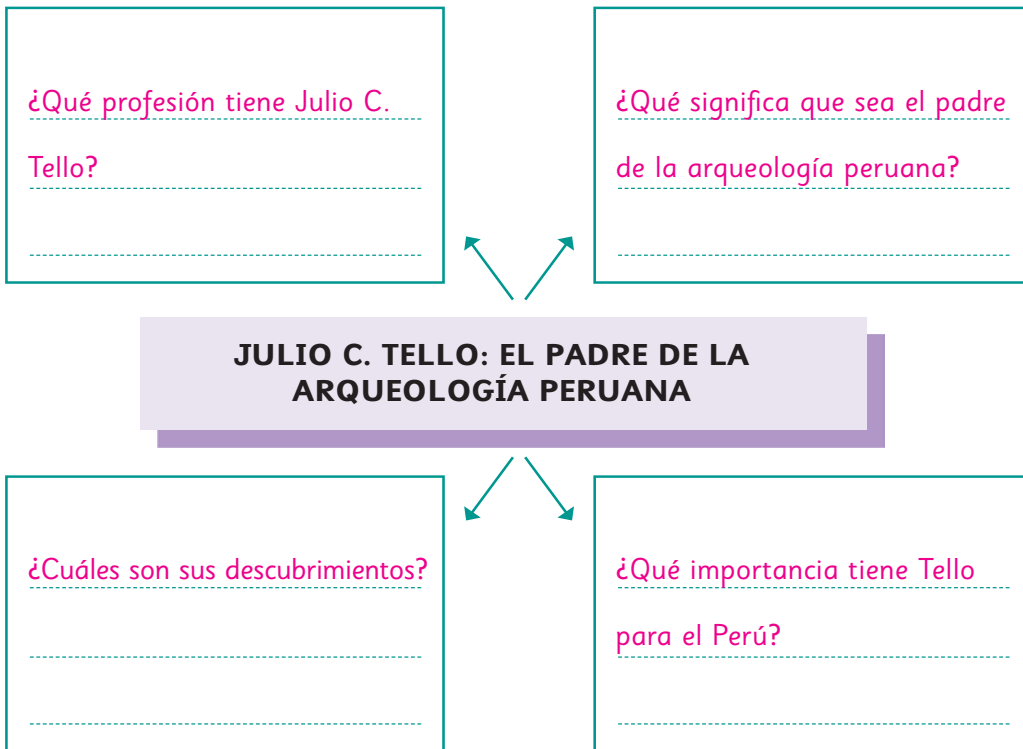 ¿Qué profesión tiene Julio C.
Tello?
¿Qué significa que sea el padre
de la arqueología peruana?
JULIO C. TELLO: EL PADRE DE LA
ARQUEOLOGÍA PERUANA
¿Cuáles son sus descubrimientos?
¿Qué importancia tiene Tello
para el Perú?